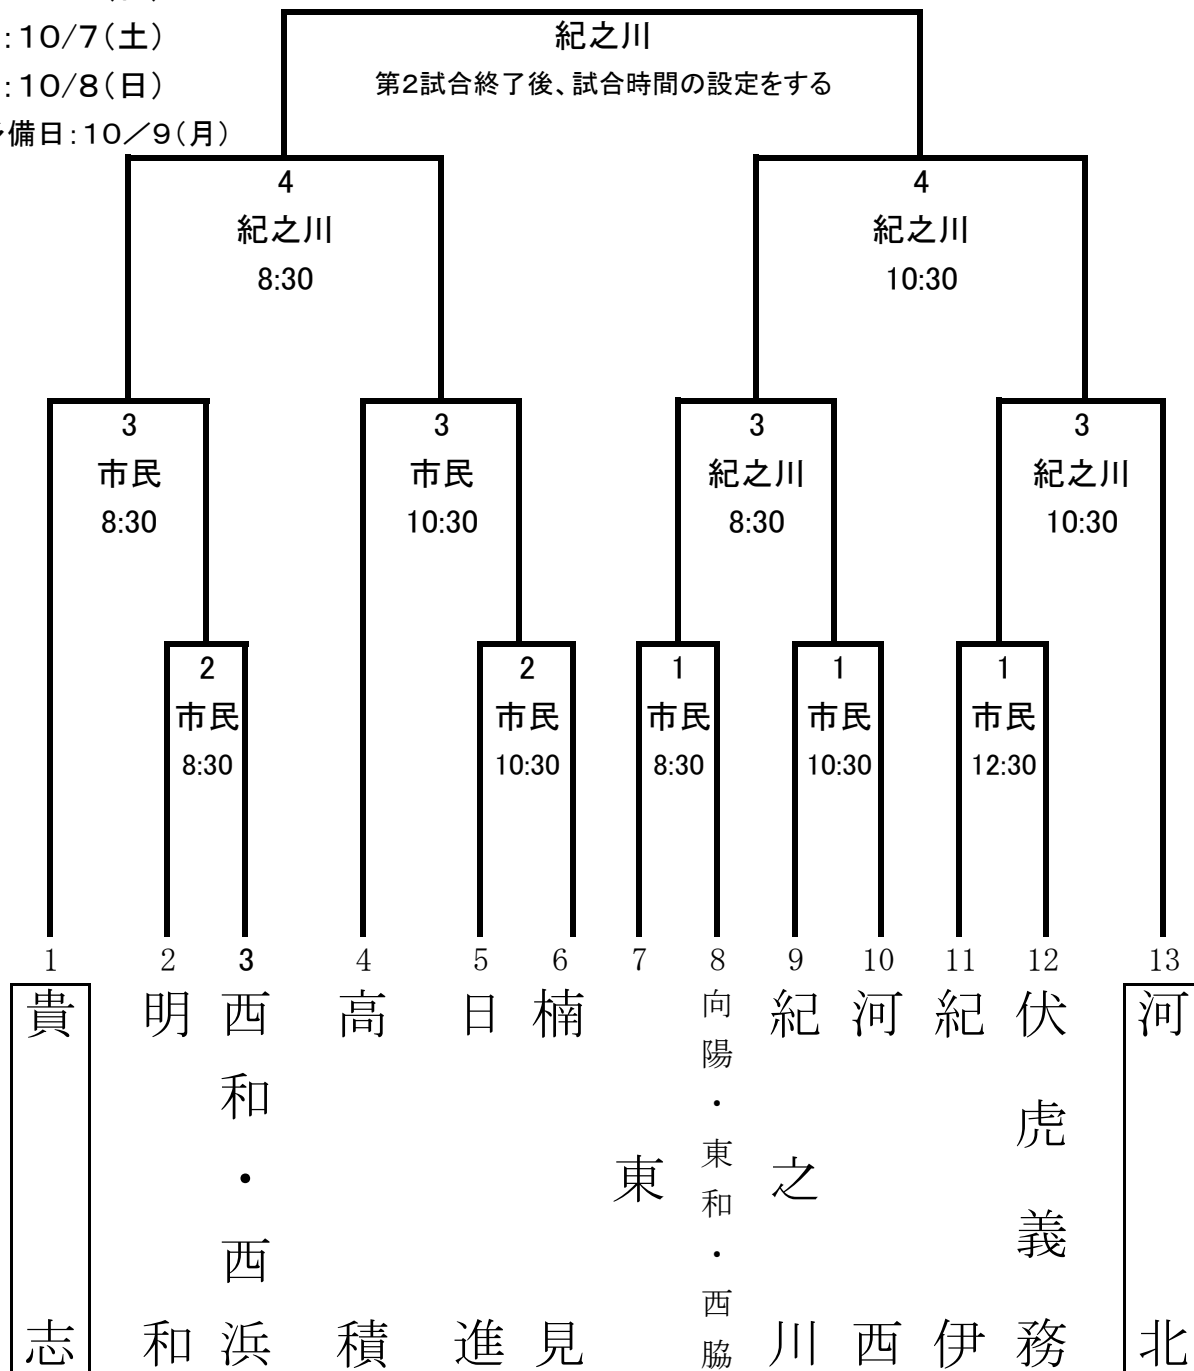 :10/7(土)
:10/8(日)
備日:10／9(月)
紀之川
第2試合終了後、試合時間の設定をする
4
紀之川
8:30
4
紀之川
10:30
3
市民
8:30
3
市民
10:30
3
紀之川
8:30
3
紀之川
10:30
2
市民
8:30
2
市民
10:30
1
市民
8:30
1
市民
10:30
1
市民
12:30
1
貴志
2
明和
3
西和・西浜
4
高積
5
日進
6
楠見
7
東
8
向陽・東和・西脇
9
紀之川
10
河西
11
紀伊
12
伏虎義務
13
河北